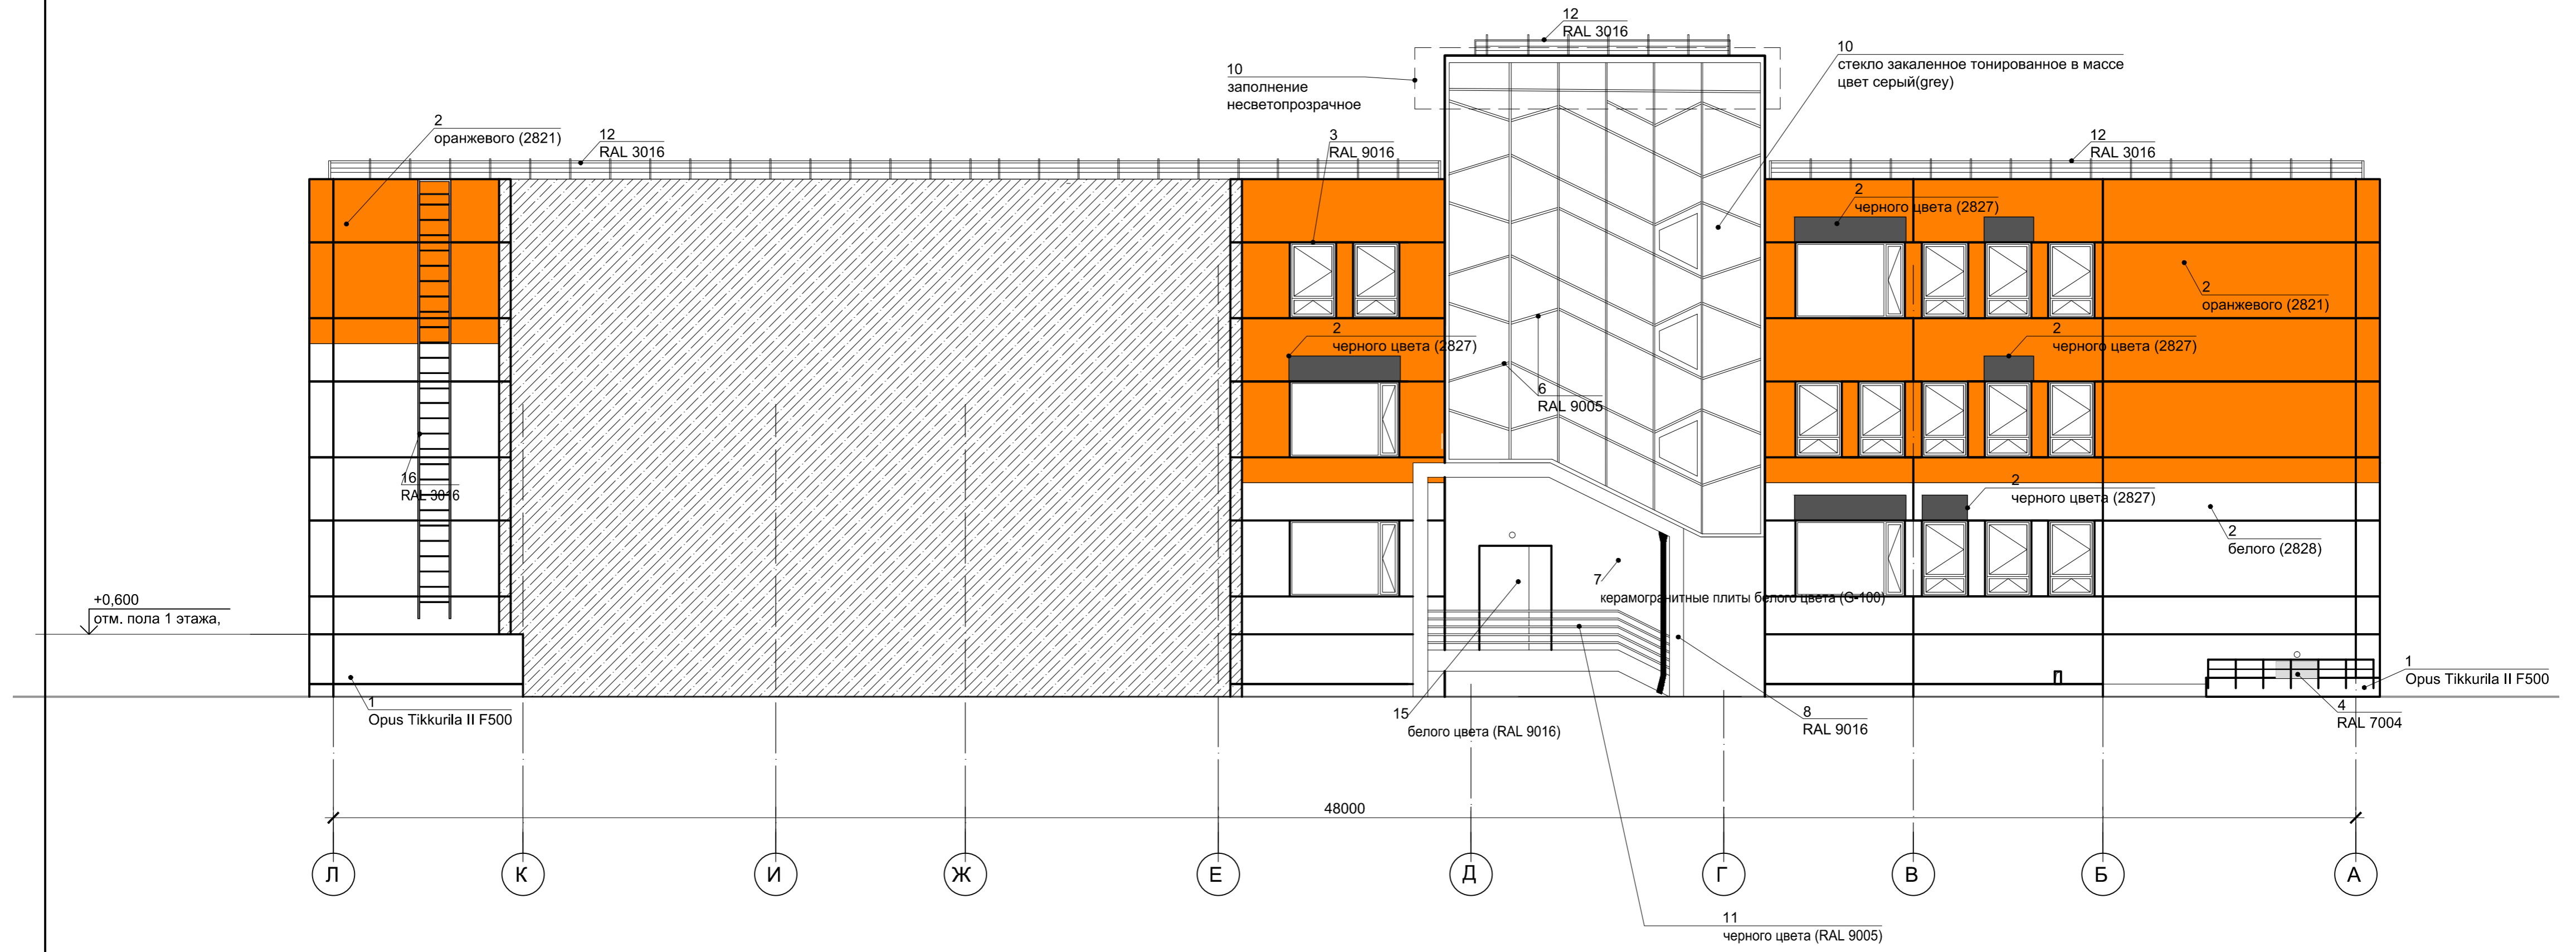 12
RAL 3016
10
стекло закаленное тонированное в массе
цвет серый(grey)
10
заполнение
несветопрозрачное
2
оранжевого (2821)
12
RAL 3016
3
RAL 9016
12
RAL 3016
2
черного цвета (2827)
2
оранжевого (2821)
2
черного цвета (2827)
2
черного цвета (2827)
6
RAL 9005
16
RAL 3016
2
черного цвета (2827)
2
белого (2828)
7
керамогранитные плиты белого цвета (G-100)
+0,600
отм. пола 1 этажа,
1
Opus Tikkurila II F500
1
Opus Tikkurila II F500
15
белого цвета (RAL 9016)
8
RAL 9016
4
RAL 7004
48000
Л К И Ж Е Д Г В Б А
11
черного цвета (RAL 9005)